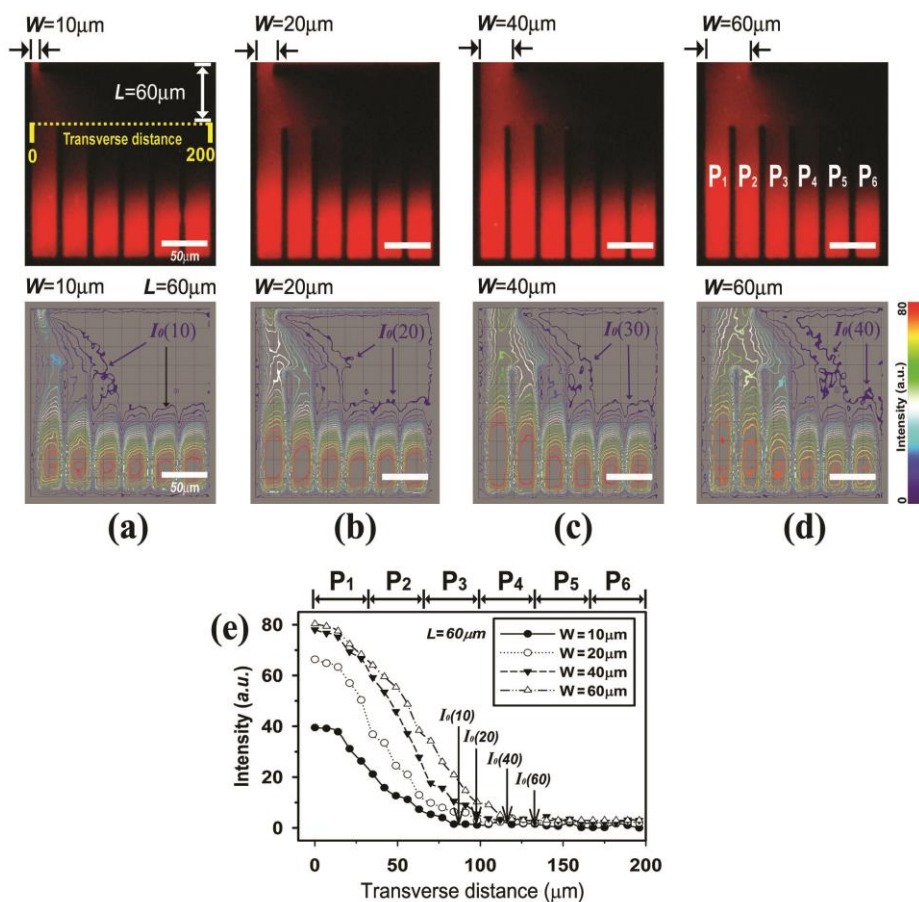 W=10μm W=20μm W=40μm W=60μm
L=60μm
Transverse distance
0 200
50μm
P1 P2 P3 P4 P5 P6
W=10μm L=60μm W=20μm W=40μm W=60μm
I0(10) I0(20) I0(30) I0(40)
50μm
80
Intensity (a.u.)
0
(a) (b) (c) (d)
(e)
P1 P2 P3 P4 P5 P6
L=60μm
W = 10μm
W = 20μm
W = 40μm
W = 60μm
I0(10)
I0(20)
I0(40)
I0(60)
Intensity (a.u.)
80
60
40
20
0
0 50 100 150 200
Transverse distance (μm)